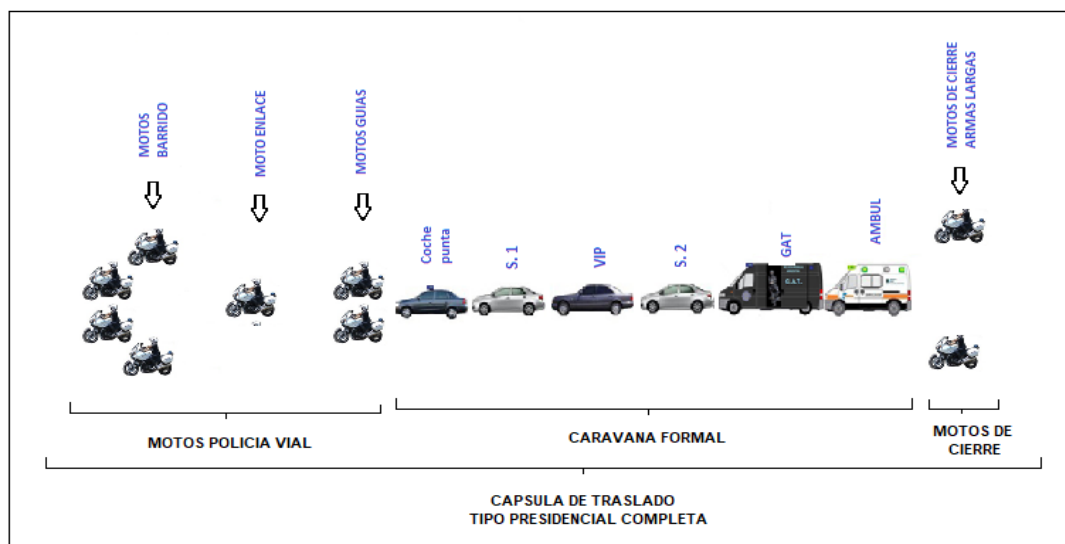 MOTOS
BARRIDO
MOTO ENLACE
MOTOS GUIAS
MOTOS DE CIERRE
ARMAS LARGAS
Coche
punta
S. 1
VIP
S. 2
GAT
AMBUL
G.A.T.
MOTOS POLICIA VIAL
CARAVANA FORMAL
MOTOS DE
CIERRE
CAPSULA DE TRASLADO
TIPO PRESIDENCIAL COMPLETA